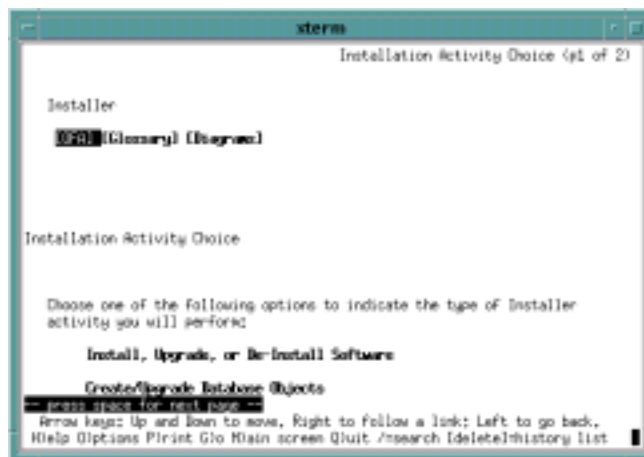 xterm
Installation Activity Choice (p1 of 2)
Installer
[OFA] [Glossary] [Diagrams]
Installation Activity Choice
Choose one of the following options to indicate the type of Installer
activity you will perform:
Install, Upgrade, or De-Install Software
Create/Upgrade Database Objects
-- press space for next page --
Arrow keys: Up and Down to move, Right to follow a link; Left to go back.
H)elp O)ptions P)rint G)o M)ain screen Q)uit /=search [delete]=history list